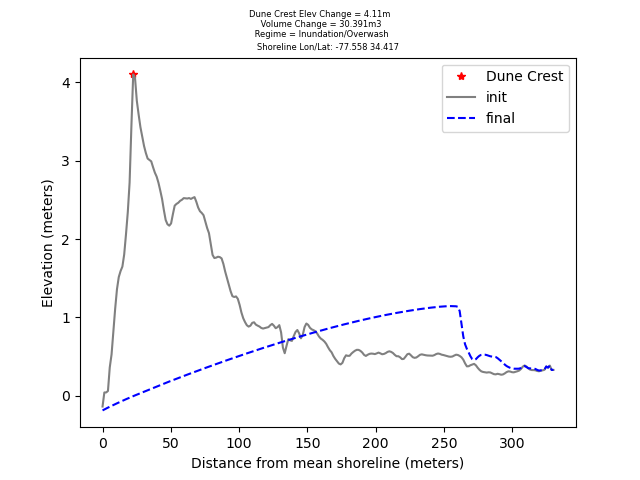 Dune Crest Elev Change = 4.11m
Volume Change = 30.391m3
Regime = Inundation/Overwash
Shoreline Lon/Lat: -77.558 34.417
Dune Crest
init
final
Elevation (meters)
4
3
2
1
0
0 50 100 150 200 250 300
Distance from mean shoreline (meters)